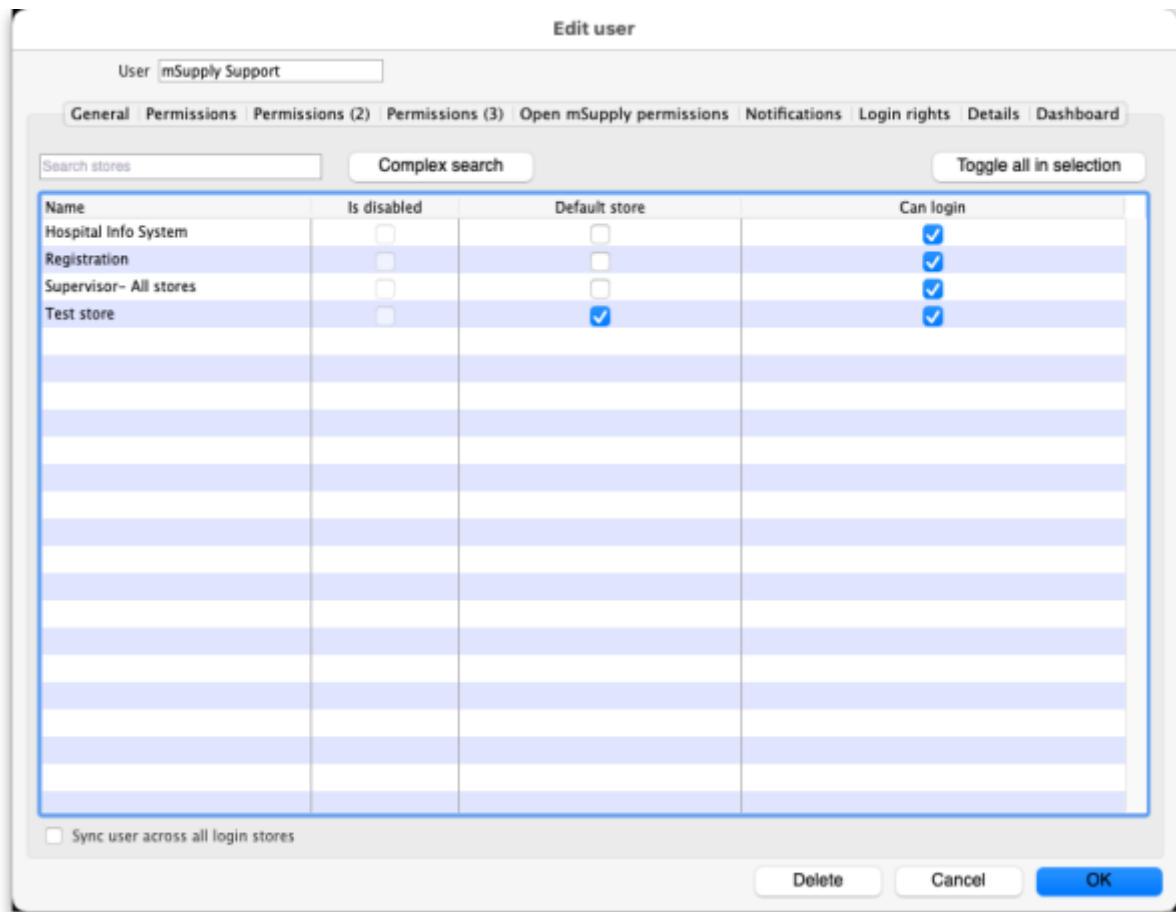 Edit user
User mSupply Support
General Permissions Permissions (2) Permissions (3) Open mSupply permissions Notifications Login rights Details Dashboard
Search stores Complex search Toggle all in selection
Name Is disabled Default store Can login
Hospital Info System
Registration
Supervisor- All stores
Test store
Sync user across all login stores
Delete Cancel OK